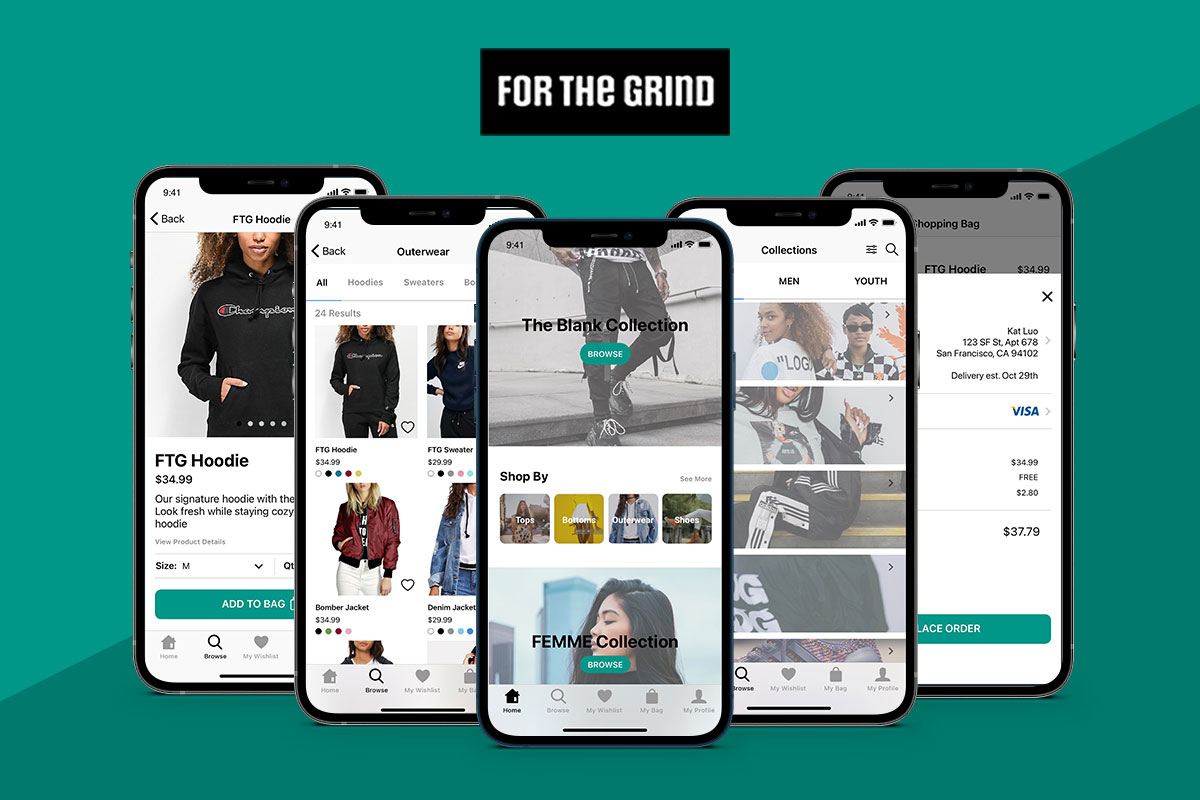 FOR THE GRIND
9:41
Back
FTG Hoodie
Champion
FTG Hoodie
$34.99
Our signature hoodie with the
Look fresh while staying cozy
hoodie
View Product Details
Size: M
Qt
ADD TO BAG
Home
Browse
My Wishlist
9:41
Back
Outerwear
All
Hoodies
Sweaters
Bo
24 Results
Champion
FTG Hoodie
$34.99
FTG Sweater
$29.99
Bomber Jacket
$34.99
Denim Jacket
$29.99
Home
Browse
My Wishlist
My Ba
9:41
The Blank Collection
BROWSE
Shop By
See More
Tops
Bottoms
Outerwear
Shoes
FEMME Collection
BROWSE
Home
Browse
My Wishlist
My Bag
My Profile
Collections
MEN
YOUTH
"LOG
Browse
My Wishlist
My Bag
My Profile
9:41
Shopping Bag
FTG Hoodie
$34.99
Kat Luo
123 SF St, Apt 678
San Francisco, CA 94102
Delivery est. Oct 29th
VISA
$34.99
FREE
$2.80
$37.79
LACE ORDER